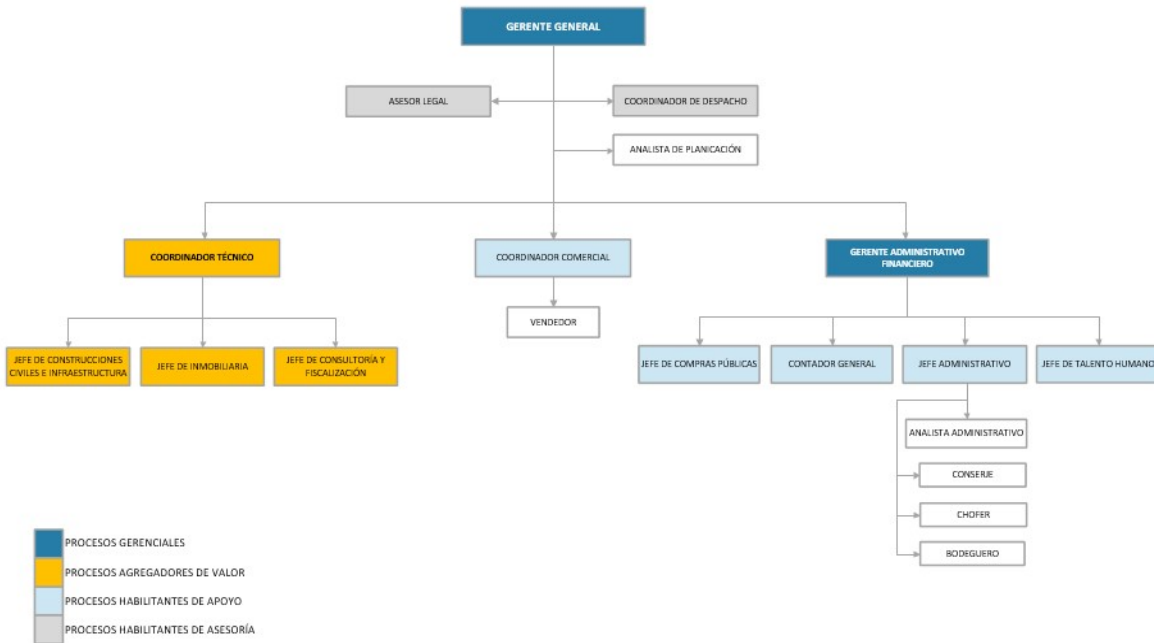 GERENTE GENERAL
ASESOR LEGAL
COORDINADOR DE DESPACHO
ANALISTA DE PLANICACIÓN
COORDINADOR TÉCNICO
COORDINADOR COMERCIAL
GERENTE ADMINISTRATIVO
FINANCIERO
VENDEDOR
JEFE DE CONSTRUCCIONES
CIVILES E INFRAESTRUCTURA
JEFE DE INMOBILIARIA
JEFE DE CONSULTORÍA Y
FISCALIZACIÓN
JEFE DE COMPRAS PÚBLICAS
CONTADOR GENERAL
JEFE ADMINISTRATIVO
JEFE DE TALENTO HUMANO
ANALISTA ADMINISTRATIVO
CONSERJE
CHOFER
BODEGUERO
PROCESOS GERENCIALES
PROCESOS AGREGADORES DE VALOR
PROCESOS HABILITANTES DE APOYO
PROCESOS HABILITANTES DE ASESORÍA